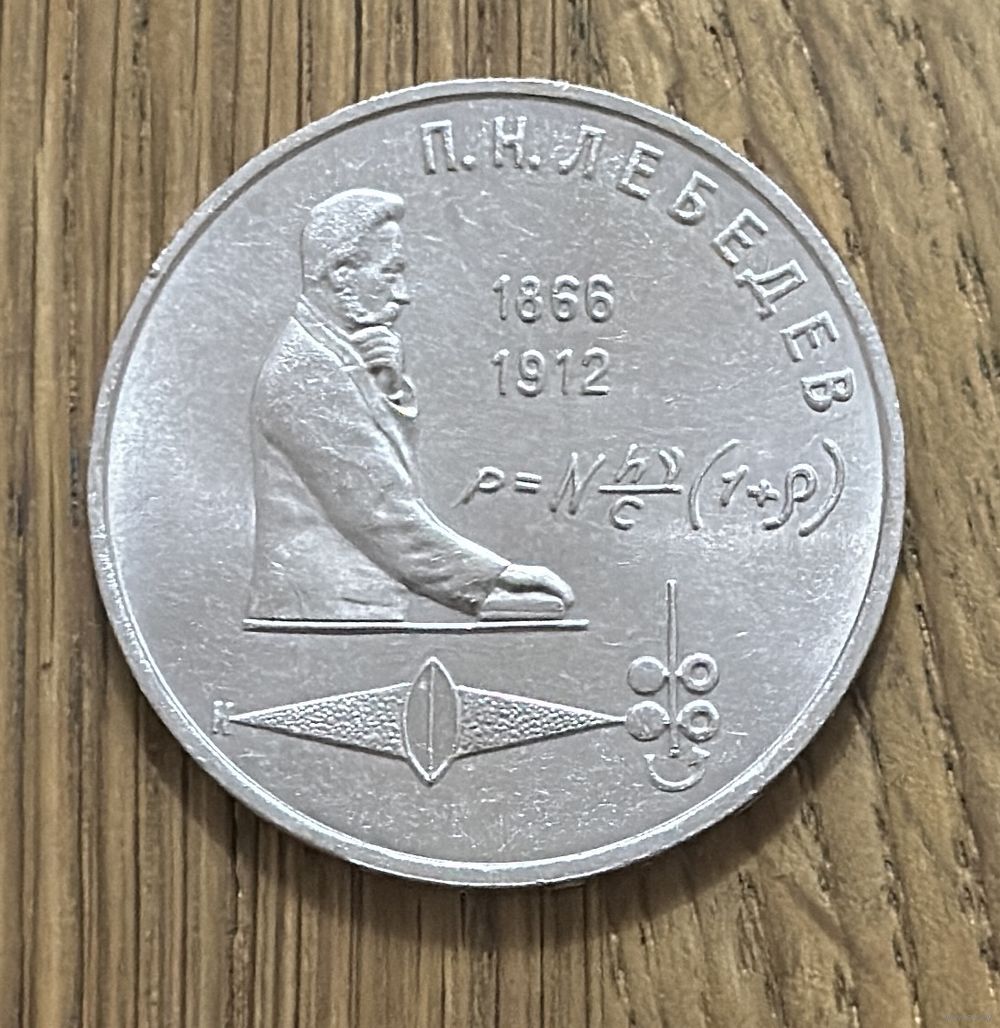 П. Н. ЛЕБЕДЕВ
1866
1912
p = N hν/c (1+ρ)
К